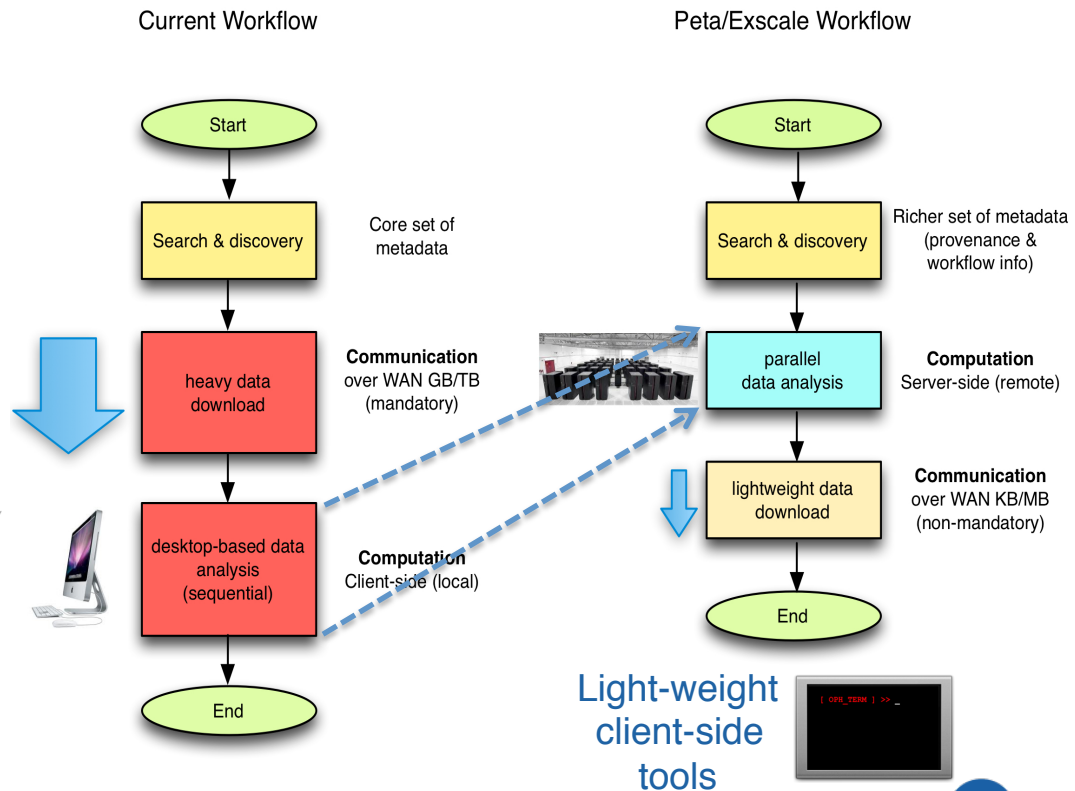 Current Workflow
Start
Search & discovery
Core set of
metadata
heavy data
download
Communication
over WAN GB/TB
(mandatory)
desktop-based data
analysis
(sequential)
Computation
Client-side (local)
End
Peta/Exscale Workflow
Start
Search & discovery
Richer set of metadata
(provenance &
workflow info)
parallel
data analysis
Computation
Server-side (remote)
lightweight data
download
Communication
over WAN KB/MB
(non-mandatory)
End
Light-weight
client-side
tools
[ OPH_TERM ] >> _